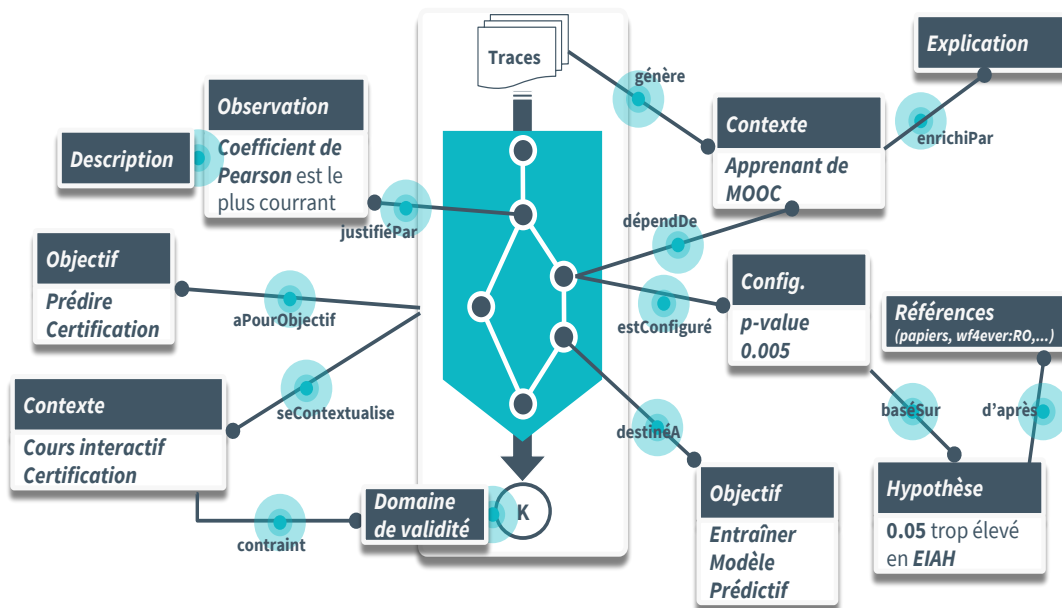 Traces
Explication
génère
Observation
Contexte
enrichiPar
Description
Coefficient de
Pearson est le
plus courant
Apprenant de
MOOC
justifiéPar
dépendDe
Objectif
Prédire
Certification
aPourObjectif
Config.
p-value
0.005
estConfiguré
Références
(papiers, wf4ever:RO,...)
seContextualise
Contexte
Cours interactif
Certification
destinéA
baséSur
d'après
Domaine
de validité
K
contraint
Objectif
Entraîner
Modèle
Prédictif
Hypothèse
0.05 trop élevé
en EIAH